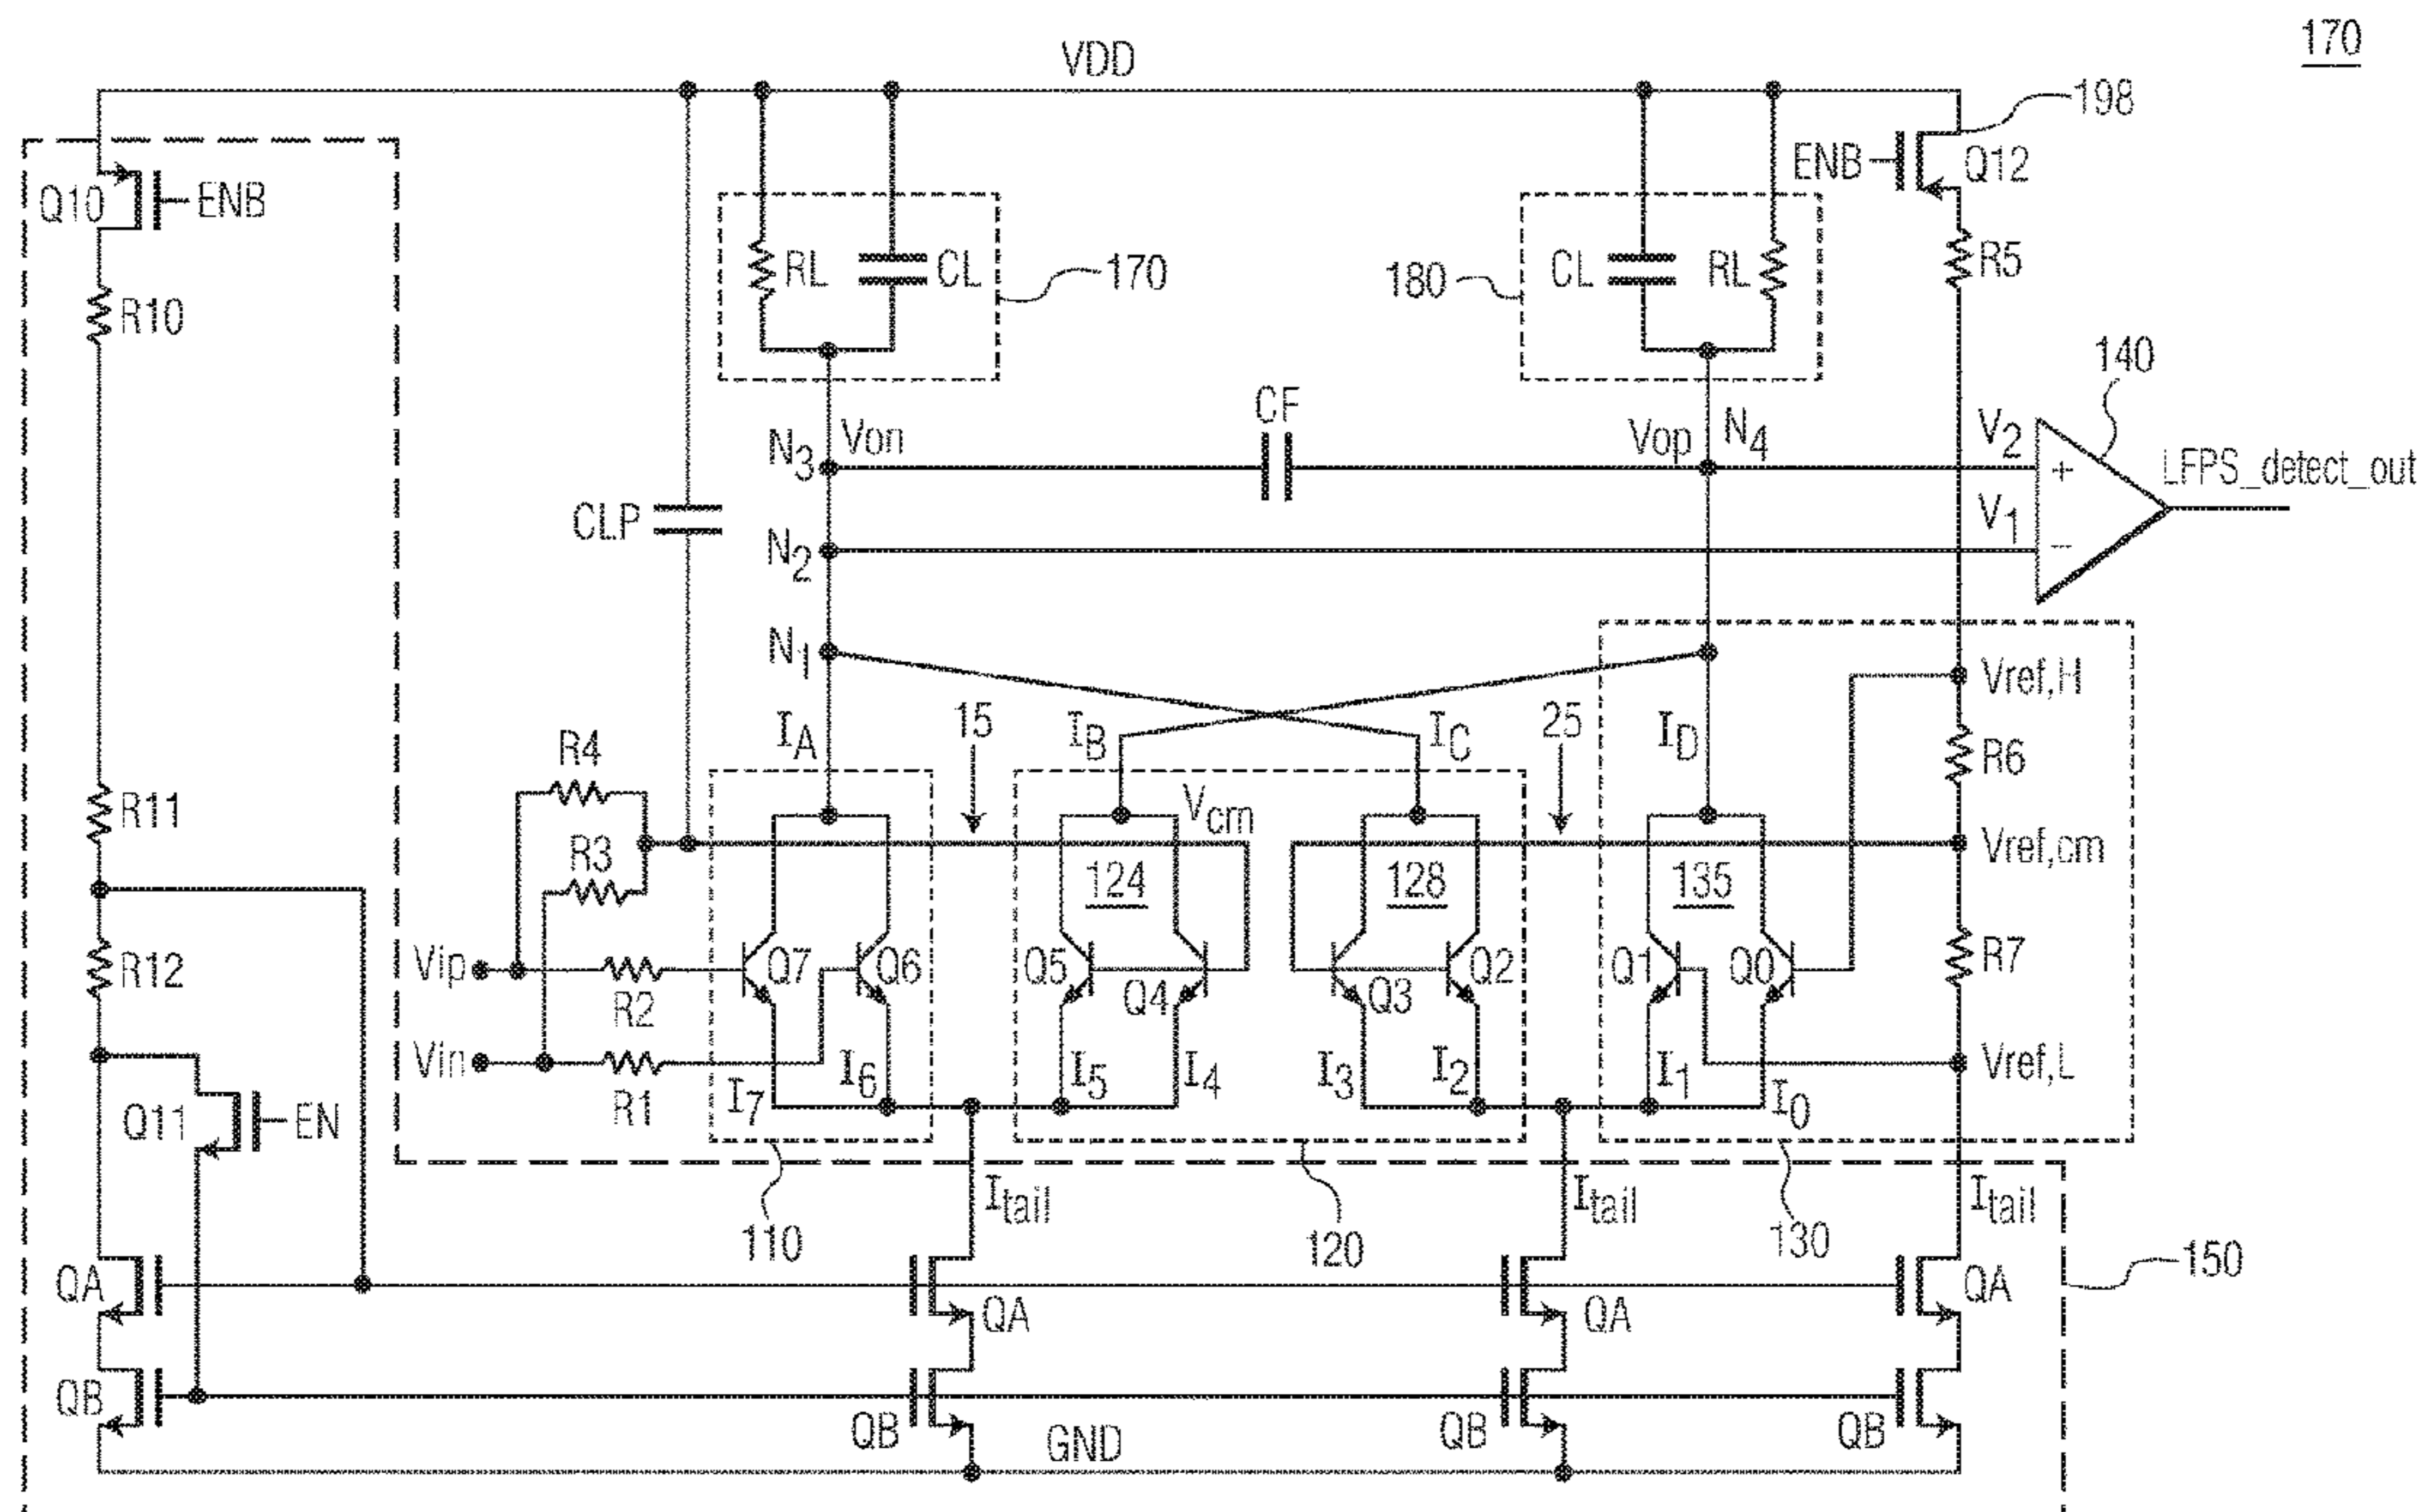 170
VDD
198
Q10
ENB
ENB
Q12
RL
CL
170
180
CL
RL
R5
R10
140
CF
N3
Von
Vop
N4
V2
+
LFPS_detect_out
CLP
N2
V1
−
N1
Vref,H
IA
15
IB
IC
25
ID
R4
R6
R11
Vcm
R3
Vref,cm
124
128
135
Vip
R12
R2
Q7
Q6
Q5
Q4
Q3
Q2
Q1
Q0
R7
Vin
R1
I7
I6
I5
I4
I3
I2
I1
I0
Vref,L
Q11
EN
110
Itail
120
Itail
130
Itail
150
QA
QA
QA
QA
QB
QB
GND
QB
QB